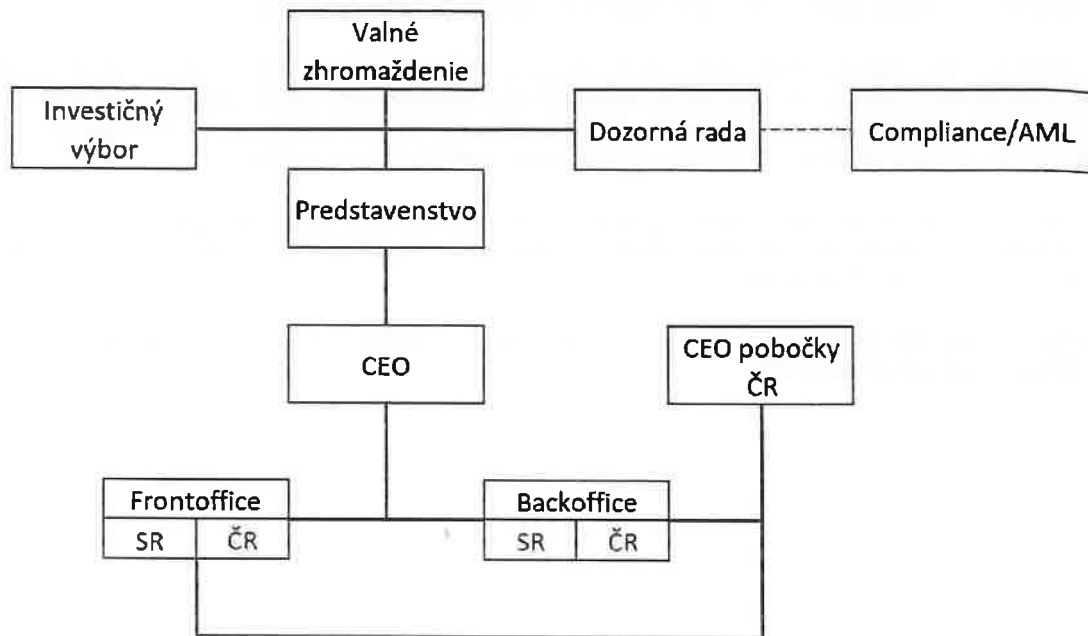 Valné
zhromaždenie
Investičný
výbor
Dozorná rada
Compliance/AML
Predstavenstvo
CEO
CEO pobočky
ČR
Frontoffice
SR
ČR
Backoffice
SR
ČR